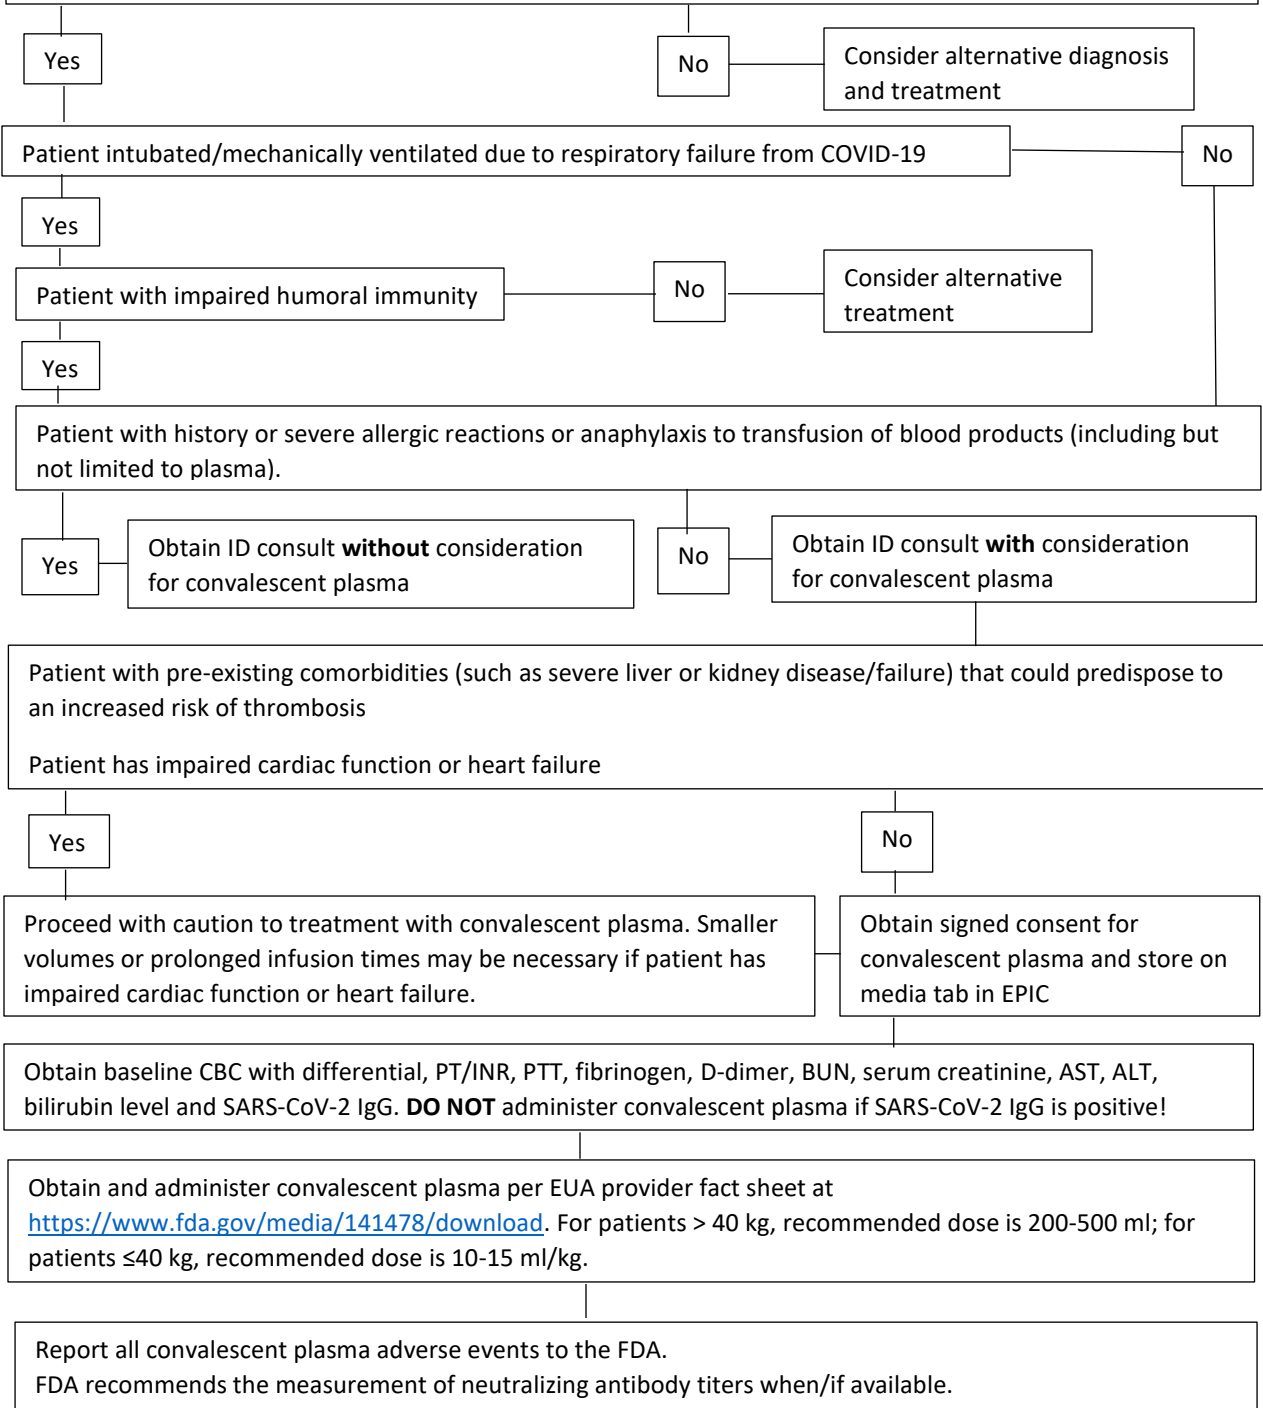 Yes
No
Consider alternative diagnosis
and treatment
Patient intubated/mechanically ventilated due to respiratory failure from COVID-19
No
Yes
Patient with impaired humoral immunity
No
Consider alternative
treatment
Yes
Patient with history or severe allergic reactions or anaphylaxis to transfusion of blood products (including but
not limited to plasma).
Yes
Obtain ID consult without consideration
for convalescent plasma
No
Obtain ID consult with consideration
for convalescent plasma
Patient with pre-existing comorbidities (such as severe liver or kidney disease/failure) that could predispose to
an increased risk of thrombosis
Patient has impaired cardiac function or heart failure
Yes
No
Proceed with caution to treatment with convalescent plasma. Smaller
volumes or prolonged infusion times may be necessary if patient has
impaired cardiac function or heart failure.
Obtain signed consent for
convalescent plasma and store on
media tab in EPIC
Obtain baseline CBC with differential, PT/INR, PTT, fibrinogen, D-dimer, BUN, serum creatinine, AST, ALT,
bilirubin level and SARS-CoV-2 IgG. DO NOT administer convalescent plasma if SARS-CoV-2 IgG is positive!
Obtain and administer convalescent plasma per EUA provider fact sheet at
https://www.fda.gov/media/141478/download. For patients > 40 kg, recommended dose is 200-500 ml; for
patients ≤40 kg, recommended dose is 10-15 ml/kg.
Report all convalescent plasma adverse events to the FDA.
FDA recommends the measurement of neutralizing antibody titers when/if available.